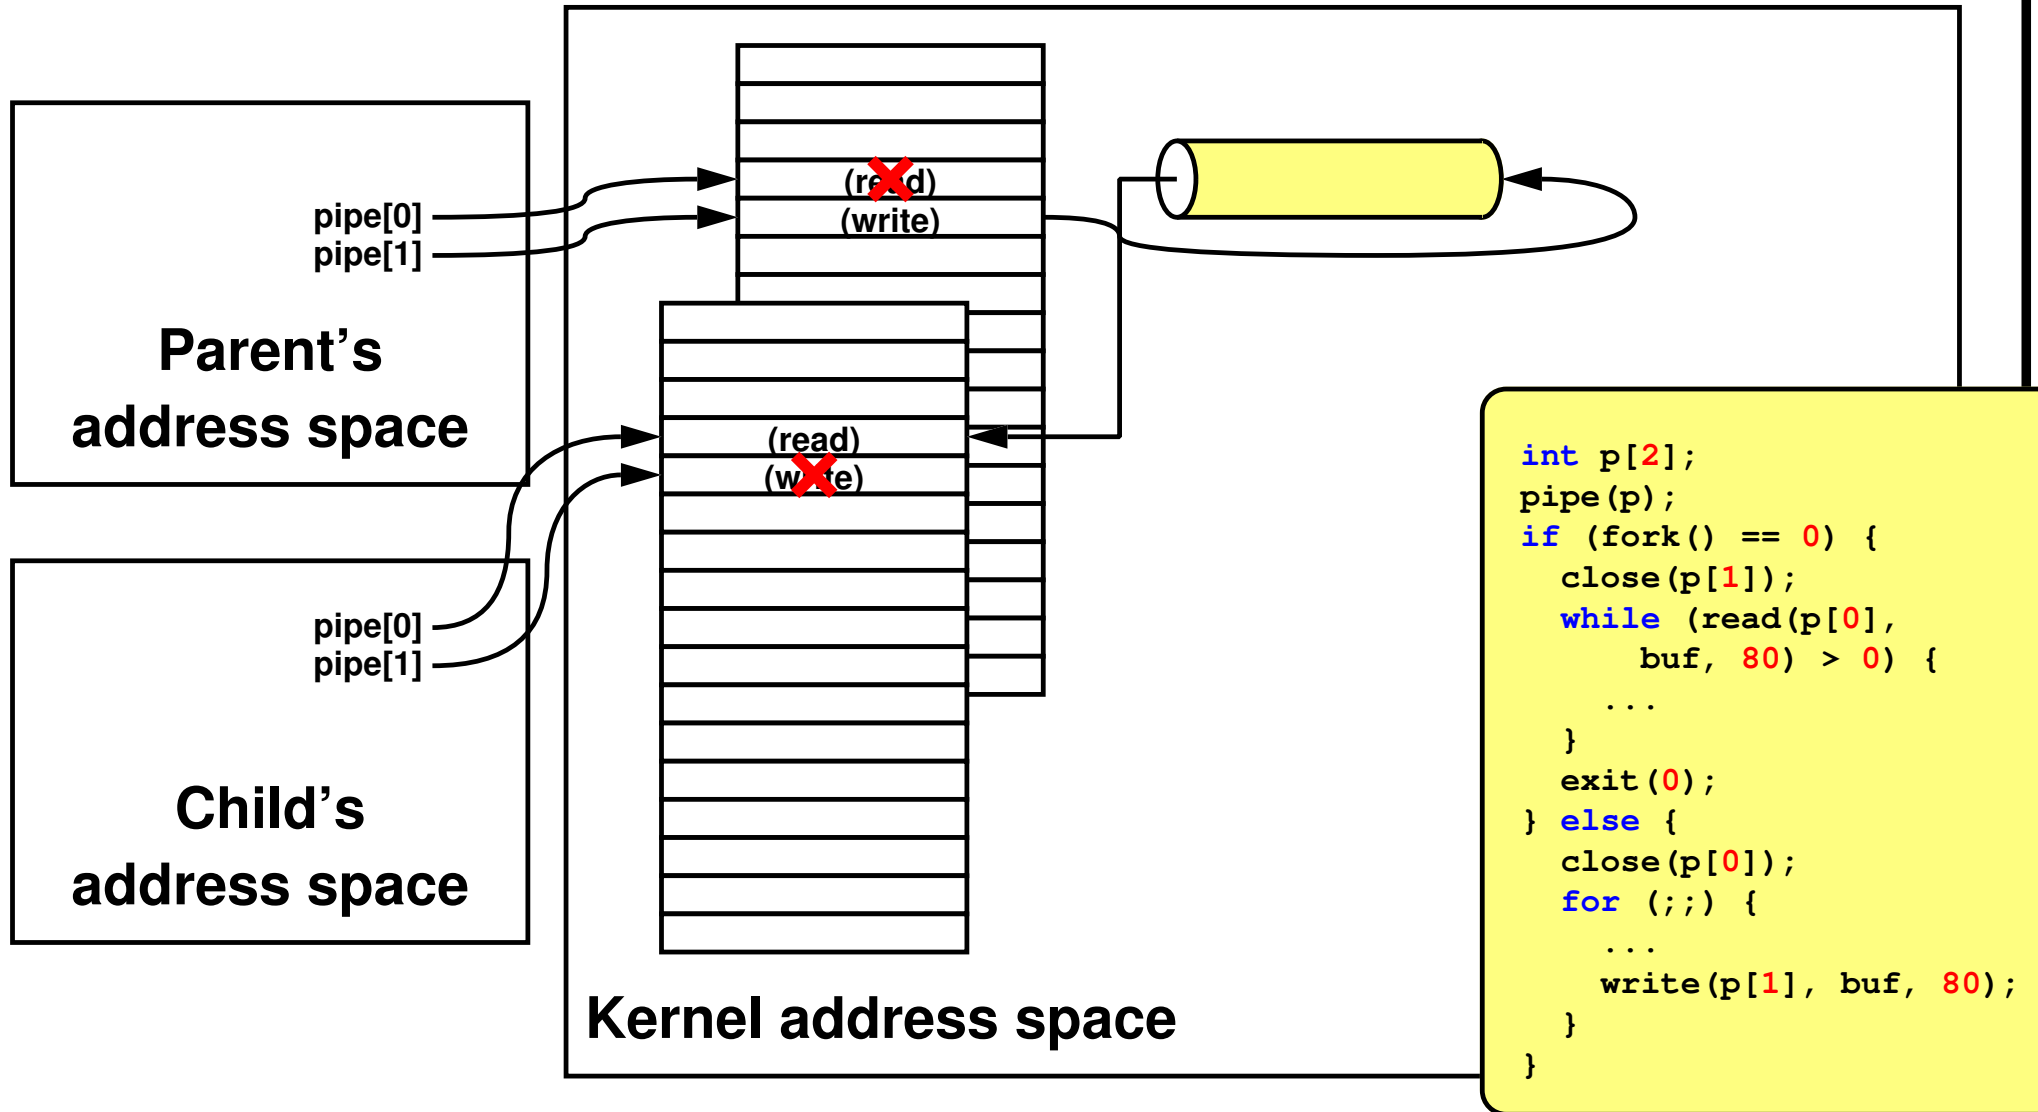 (read)
(write)
pipe[0]
pipe[1]
Parent's
address space
(read)
(write)
pipe[0]
pipe[1]
Child's
address space
Kernel address space
int p[2];
pipe(p);
if (fork() == 0) {
  close(p[1]);
  while (read(p[0],
      buf, 80) > 0) {
    ...
  }
  exit(0);
} else {
  close(p[0]);
  for (;;) {
    ...
    write(p[1], buf, 80);
  }
}